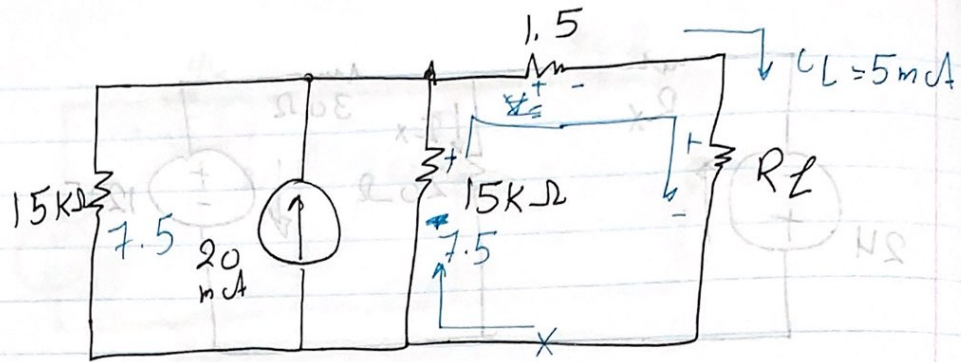 1.5
+ -
iL = 5mA
15KΩ
7.5
20
mA
+
15KΩ
7.5
+
-
RL
x